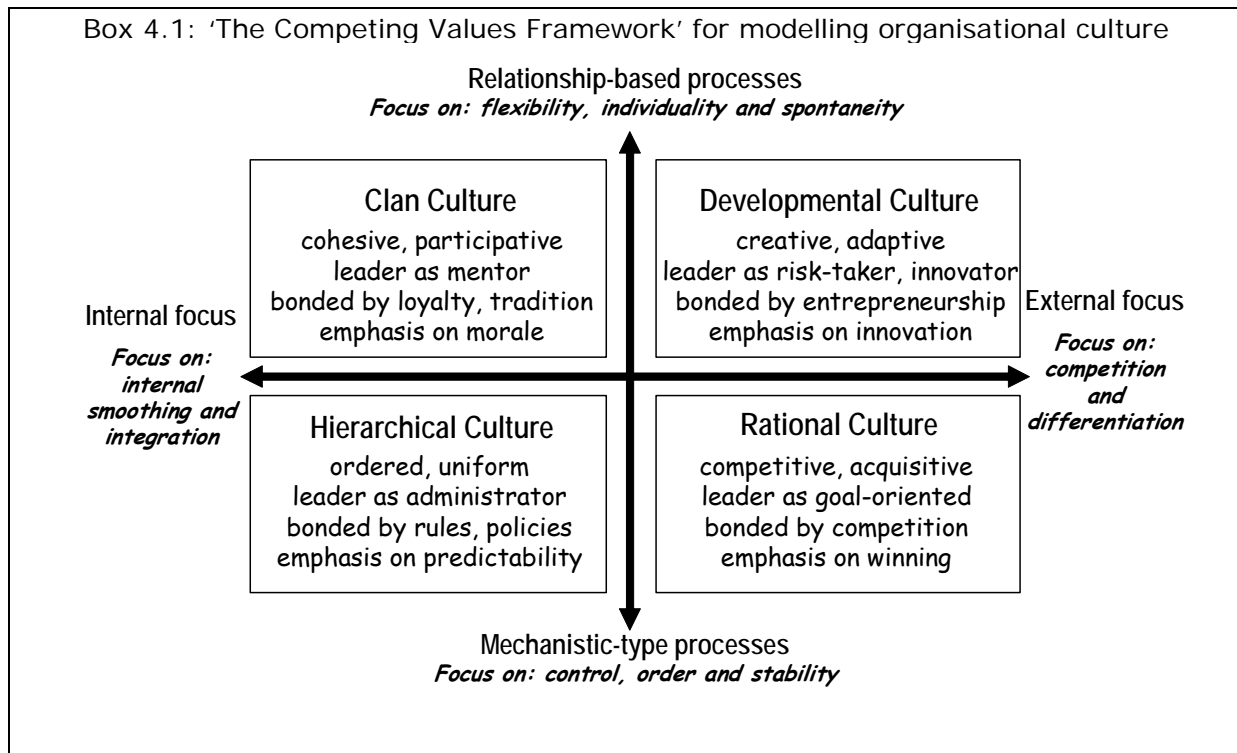 Box 4.1: ‘The Competing Values Framework’ for modelling organisational culture
Relationship-based processes
Focus on: flexibility, individuality and spontaneity
Clan Culture
cohesive, participative
leader as mentor
bonded by loyalty, tradition
emphasis on morale
Developmental Culture
creative, adaptive
leader as risk-taker, innovator
bonded by entrepreneurship
emphasis on innovation
Internal focus
Focus on:
internal
smoothing and
integration
External focus
Focus on:
competition
and
differentiation
Hierarchical Culture
ordered, uniform
leader as administrator
bonded by rules, policies
emphasis on predictability
Rational Culture
competitive, acquisitive
leader as goal-oriented
bonded by competition
emphasis on winning
Mechanistic-type processes
Focus on: control, order and stability